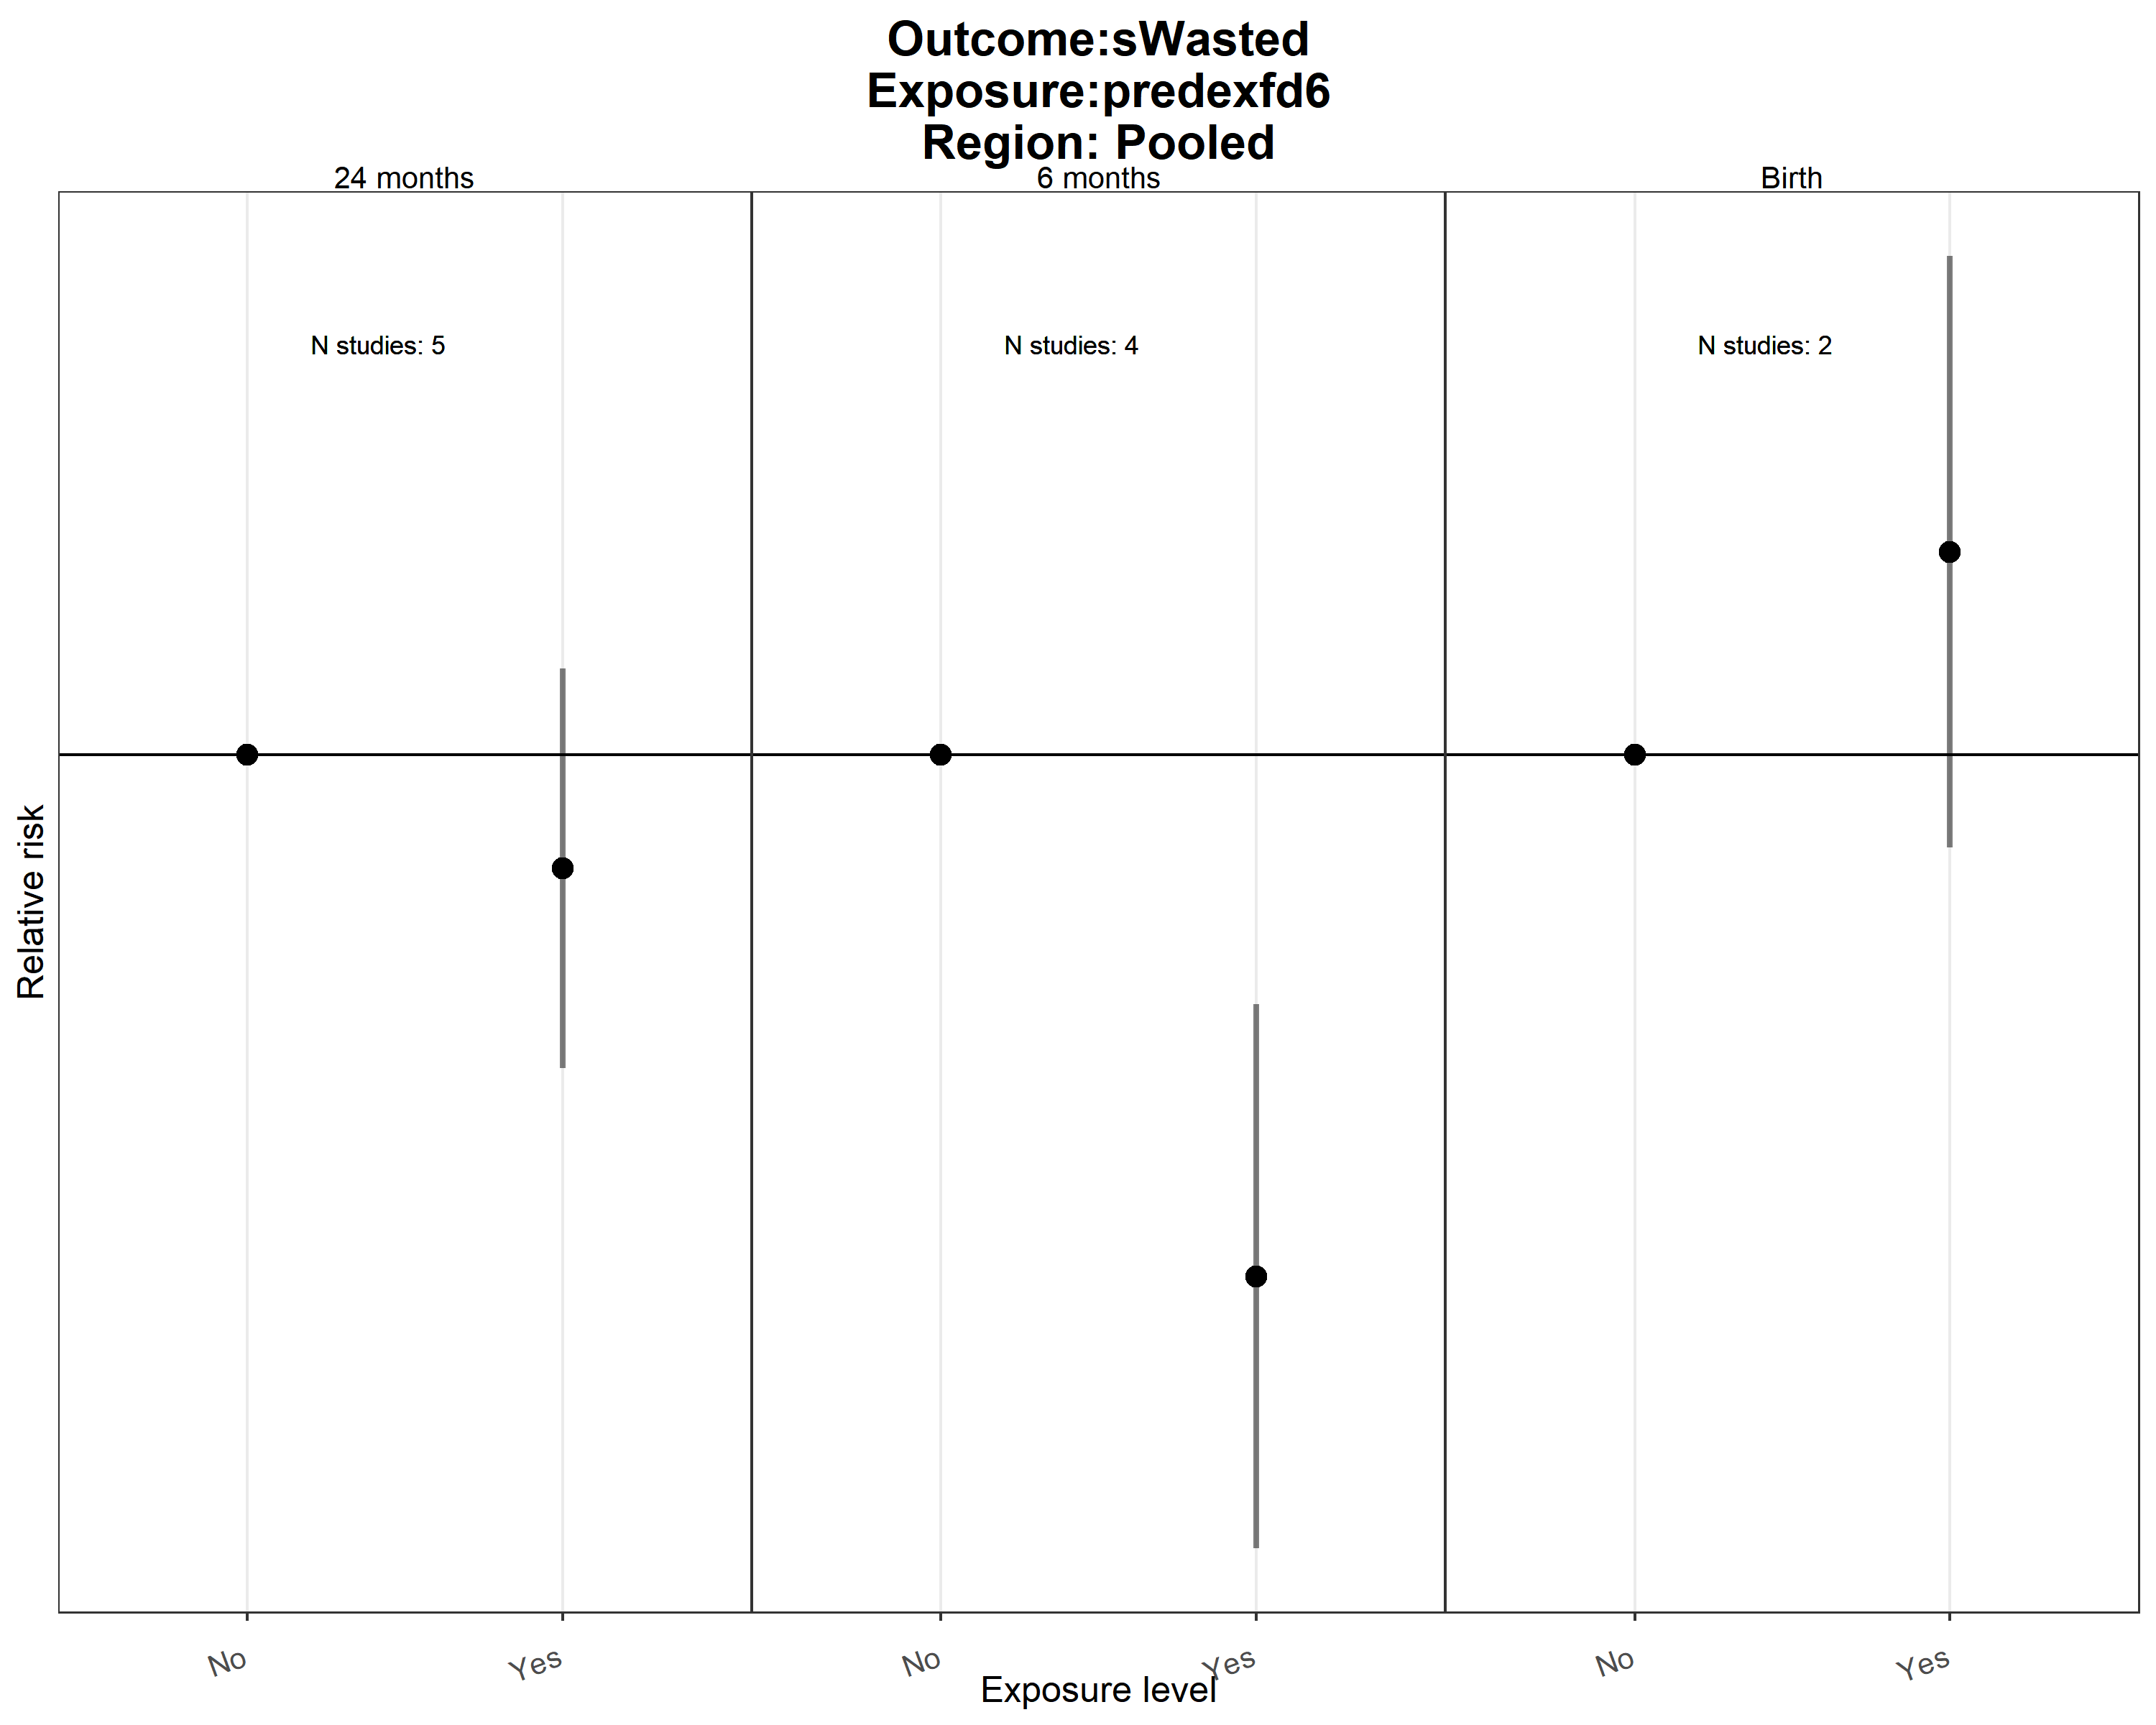 Outcome:sWasted
Exposure:predexfd6
Region: Pooled
24 months
6 months
Birth
N studies: 5
N studies: 4
N studies: 2
Relative risk
No
Yes
No
Yes
No
Yes
Exposure level